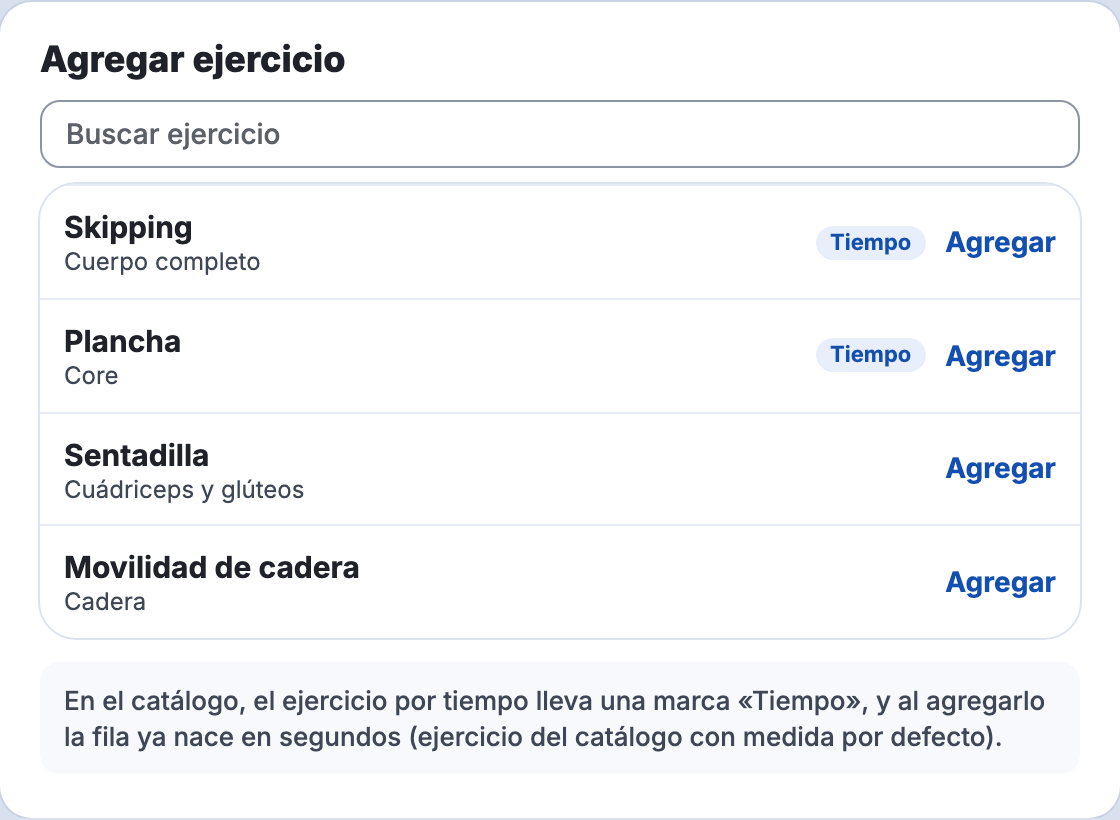 Agregar ejercicio
Buscar ejercicio
Skipping
Cuerpo completo
Tiempo
Agregar
Plancha
Core
Tiempo
Agregar
Sentadilla
Cuádriceps y glúteos
Agregar
Movilidad de cadera
Cadera
Agregar
En el catálogo, el ejercicio por tiempo lleva una marca «Tiempo», y al agregarlo
la fila ya nace en segundos (ejercicio del catálogo con medida por defecto).